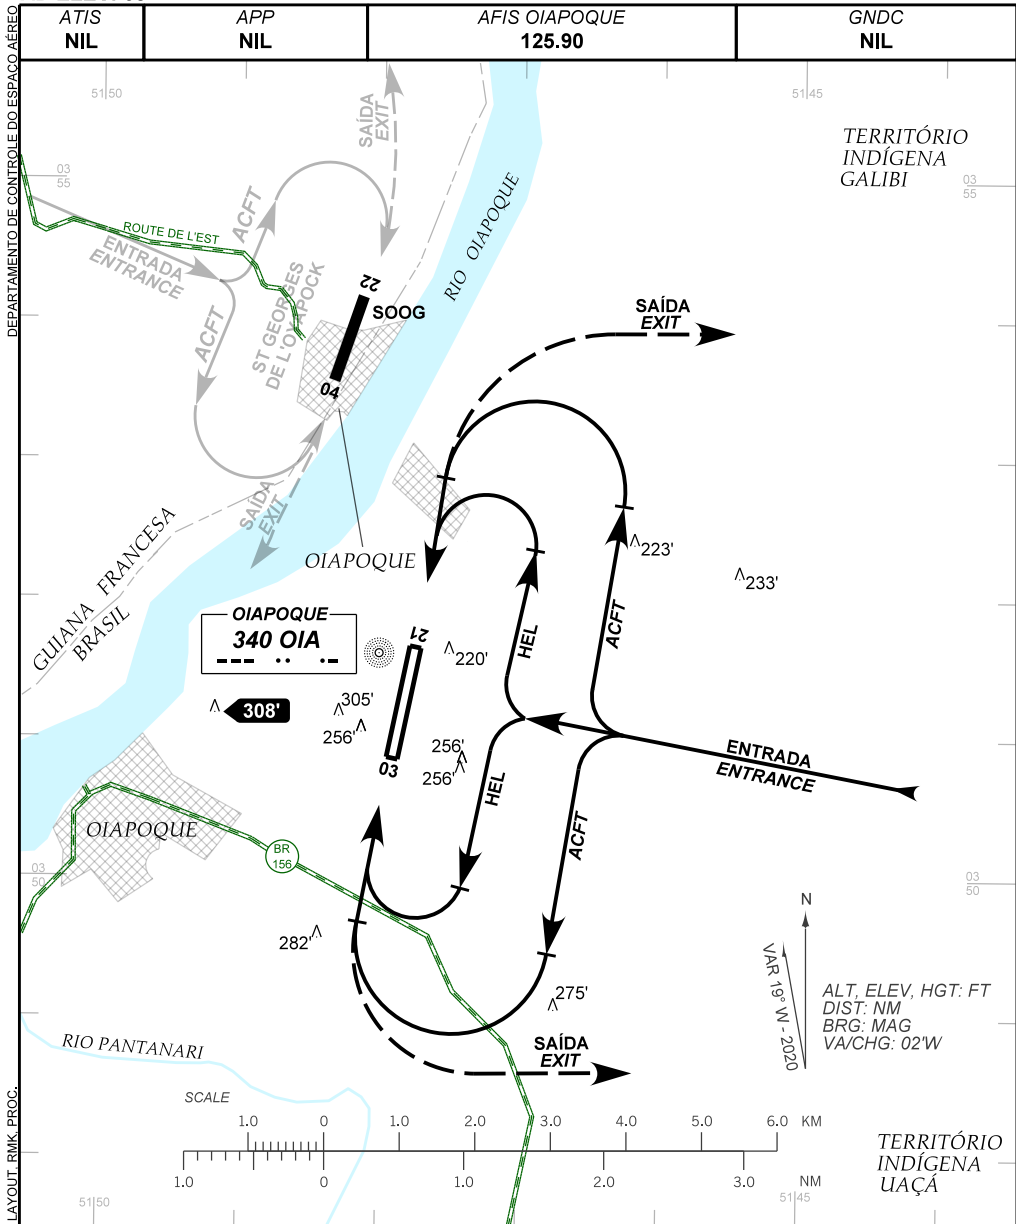 ATIS
NIL
APP
NIL
AFIS OIAPOQUE
125.90
GNDC
NIL
DEPARTAMENTO DE CONTROLE DO ESPAÇO AÉREO
51 50
51 45
SAÍDA
EXIT
TERRITÓRIO
INDÍGENA
GALIBI
03
55
03
55
ACFT
ROUTE DE L'EST
ENTRADA
ENTRANCE
RIO OIAPOQUE
ST GEORGES
DE L'OYAPOCK
22
SOOG
04
ACFT
SAÍDA
EXIT
SAÍDA
EXIT
GUIANA FRANCESA
BRASIL
OIAPOQUE
223'
233'
OIAPOQUE
340 OIA
21
220'
HEL
ACFT
308'
305'
256'
03
256'
256'
ENTRADA
ENTRANCE
HEL
ACFT
OIAPOQUE
BR
156
03
50
03
50
282'
275'
N
VAR 19° W - 2020
ALT, ELEV, HGT: FT
DIST: NM
BRG: MAG
VA/CHG: 02'W
RIO PANTANARI
SAÍDA
EXIT
SCALE
1.0 0 1.0 2.0 3.0 4.0 5.0 6.0 KM
1.0 0 1.0 2.0 3.0 NM
TERRITÓRIO
INDÍGENA
UAÇÁ
51 50
51 45
LAYOUT, RMK, PROC.